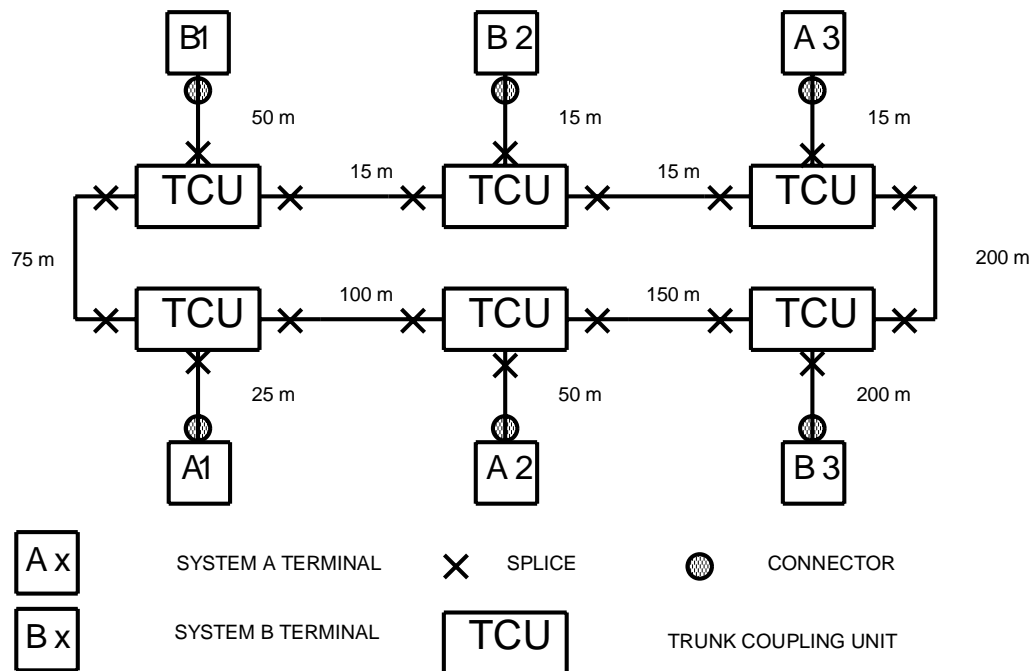 B1 B 2 A 3
50 m 15 m 15 m
TCU 15 m TCU 15 m TCU
75 m 200 m
TCU 100 m TCU 150 m TCU
25 m 50 m 200 m
A1 A 2 B 3
A x SYSTEM A TERMINAL SPLICE CONNECTOR
B x SYSTEM B TERMINAL TCU TRUNK COUPLING UNIT